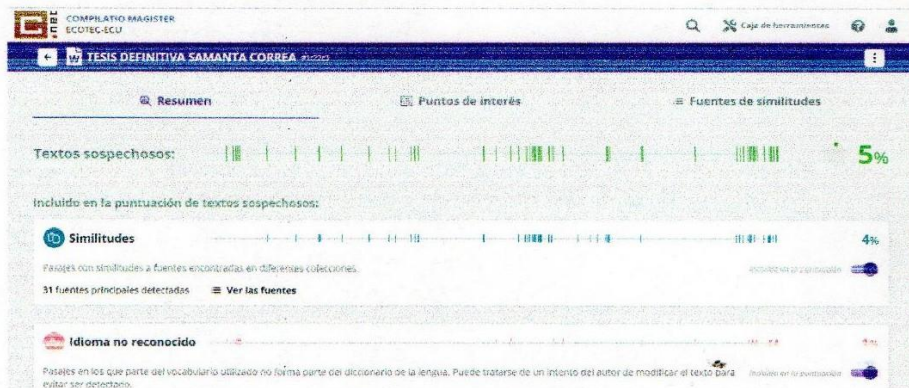 COMPILATIO MAGISTER
ECOTEC-ECU
Caja de herramientas
TESIS DEFINITIVA SAMANTA CORREA
Resumen
Puntos de interés
Fuentes de similitudes
Textos sospechosos:
5%
Incluido en la puntuación de textos sospechosos:
Similitudes
4%
Pasajes con similitudes a fuentes encontradas en diferentes colecciones.
31 fuentes principales detectadas
Ver las fuentes
Idioma no reconocido
Pasajes en los que parte del vocabulario utilizado no forma parte del diccionario de la lengua. Puede tratarse de un intento del autor de modificar el texto para
evitar ser detectado.